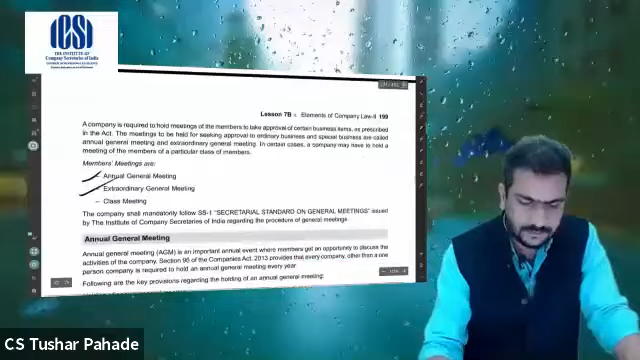 ICSI
THE INSTITUTE OF
Company Secretaries of India
Lesson 7B • Elements of Company Law-II 199
A company is required to hold meetings of the members to take approval of certain business items, as prescribed
in the Act. The meetings to be held for seeking approval to ordinary business and special business are called
annual general meeting and extraordinary general meeting. In certain cases, a company may have to hold a
meeting of the members of a particular class of members.
Members' Meetings are:
Annual General Meeting
Extraordinary General Meeting
– Class Meeting
The company shall mandatorily follow SS-1 "SECRETARIAL STANDARD ON GENERAL MEETINGS" issued
by The Institute of Company Secretaries of India regarding the procedure of general meetings
Annual General Meeting
Annual general meeting (AGM) is an important annual event where members get an opportunity to discuss the
activities of the company. Section 96 of the Companies Act, 2013 provides that every company, other than a one
person company is required to hold an annual general meeting every year
Following are the key provisions regarding the holding of an annual general meeting:
CS Tushar Pahade